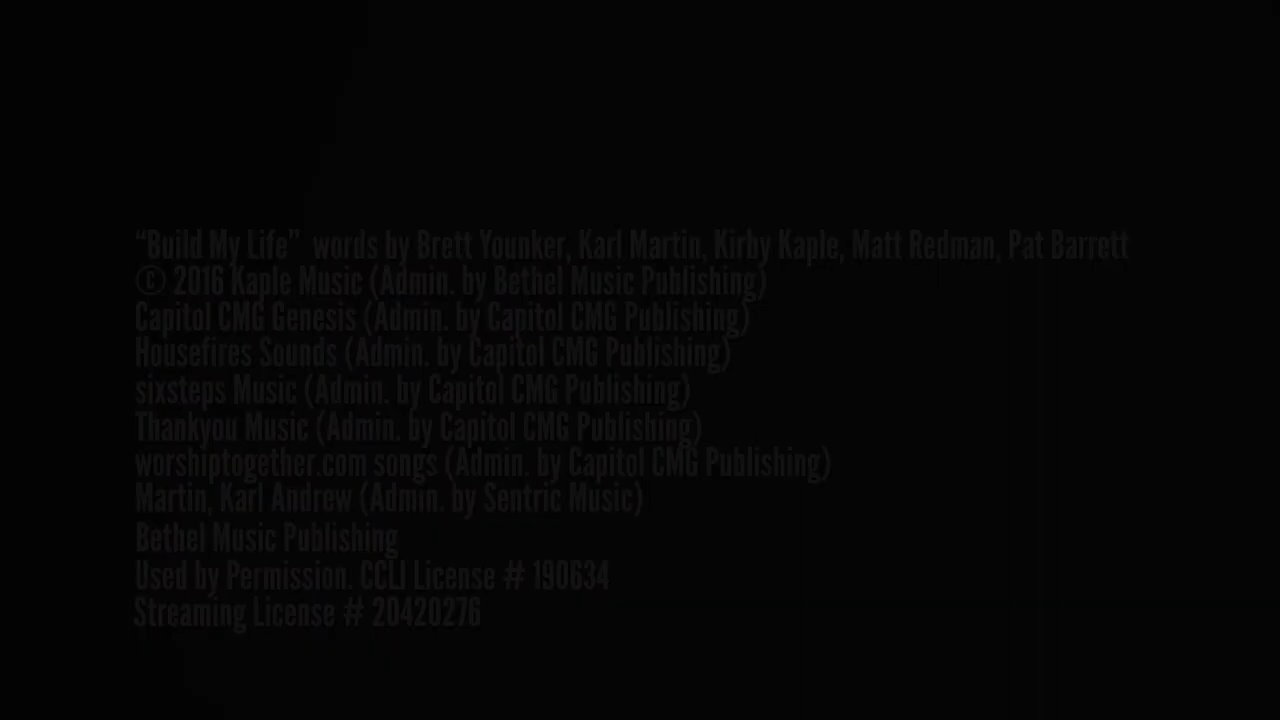 “Build My Life”  words by Brett Younker, Karl Martin, Kirby Kaple, Matt Redman, Pat Barrett
© 2016 Kaple Music (Admin. by Bethel Music Publishing)
Capitol CMG Genesis (Admin. by Capitol CMG Publishing)
Housefires Sounds (Admin. by Capitol CMG Publishing)
sixsteps Music (Admin. by Capitol CMG Publishing)
Thankyou Music (Admin. by Capitol CMG Publishing)
worshiptogether.com songs (Admin. by Capitol CMG Publishing)
Martin, Karl Andrew (Admin. by Sentric Music)
Bethel Music Publishing
Used by Permission. CCLI License # 190634
Streaming License # 20420276